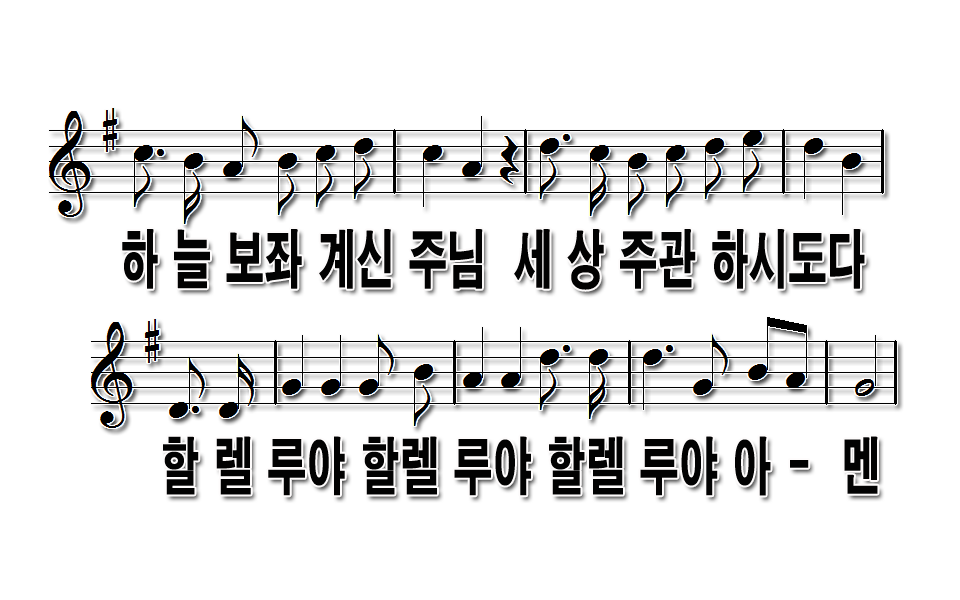 하 늘 보좌 계신 주님 세 상 주관 하시도다
할 렐 루야 할렐 루야 할렐 루야 아 - 멘